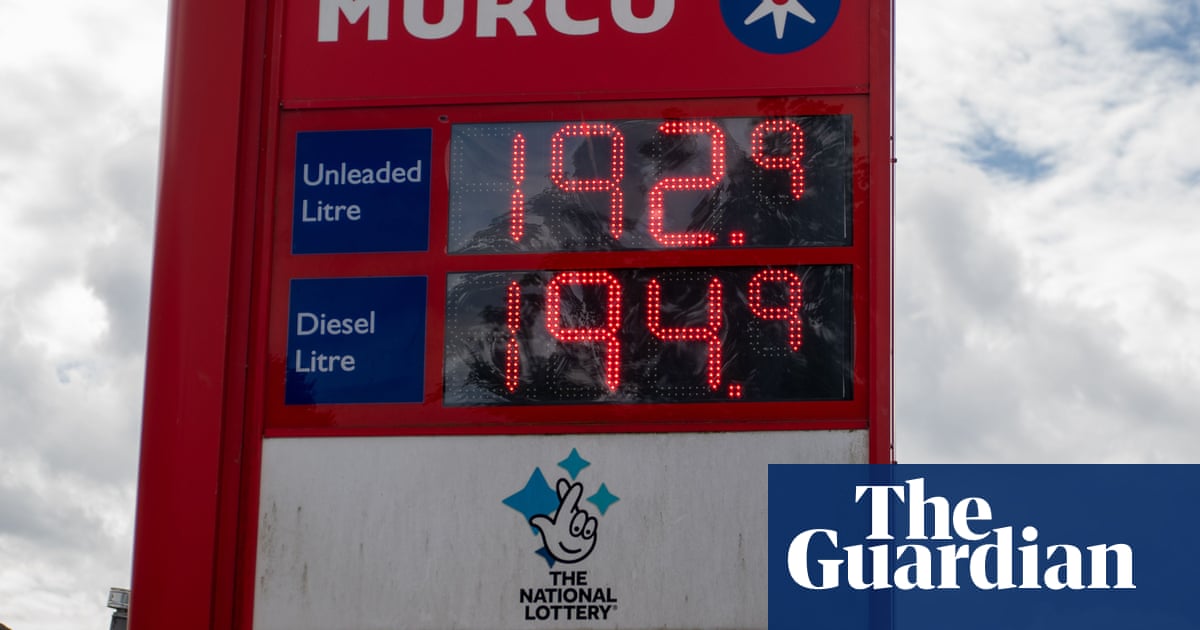 MURCO
Unleaded
Litre
192.9
Diesel
Litre
194.9
THE
NATIONAL
LOTTERY®
The
Guardian